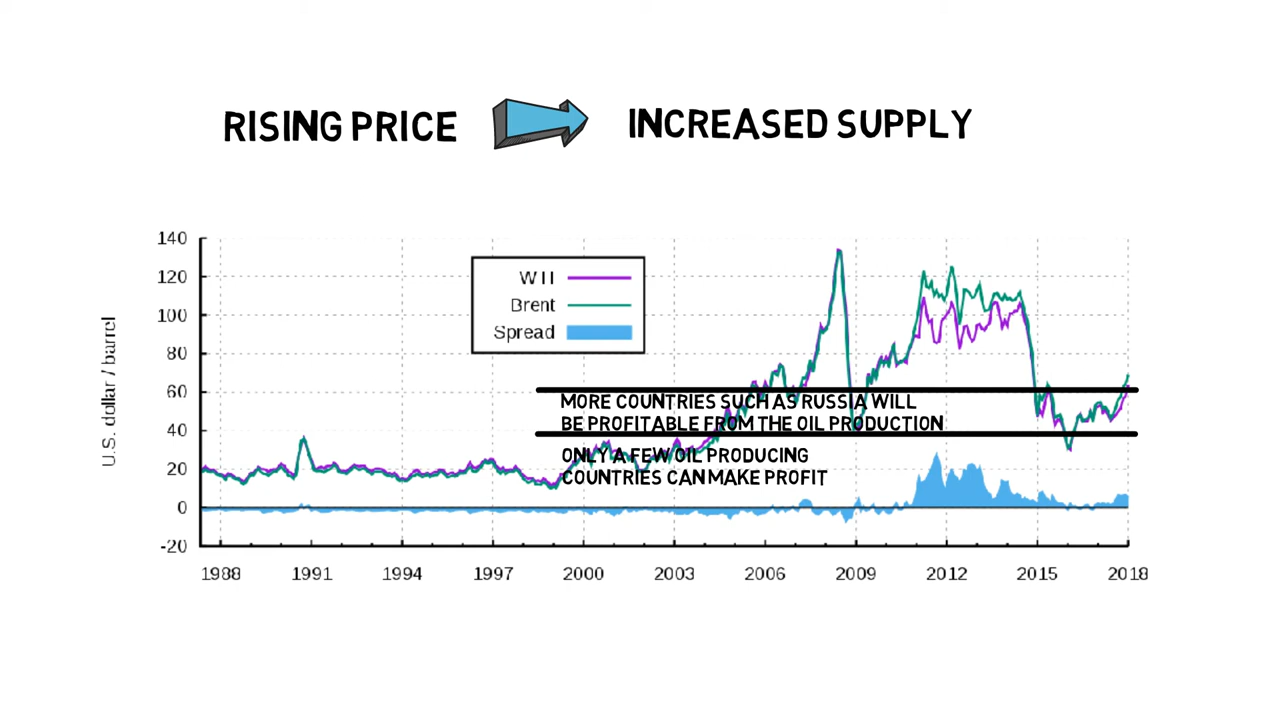 RISING PRICE
INCREASED SUPPLY
140
120
100
80
60
40
20
0
-20
U.S. dollar / barrel
WTI
Brent
Spread
MORE COUNTRIES SUCH AS RUSSIA WILL
BE PROFITABLE FROM THE OIL PRODUCTION
ONLY A FEW OIL PRODUCING
COUNTRIES CAN MAKE PROFIT
1988 1991 1994 1997 2000 2003 2006 2009 2012 2015 2018